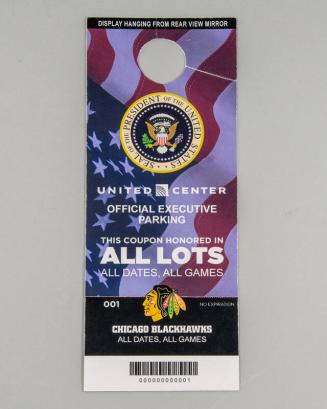 DISPLAY HANGING FROM REAR VIEW MIRROR
SEAL OF THE PRESIDENT OF THE UNITED STATES
UNITED CENTER
OFFICIAL EXECUTIVE
PARKING
THIS COUPON HONORED IN
ALL LOTS
ALL DATES, ALL GAMES
001
NO EXPIRATION
CHICAGO BLACKHAWKS
ALL DATES, ALL GAMES
000000000001